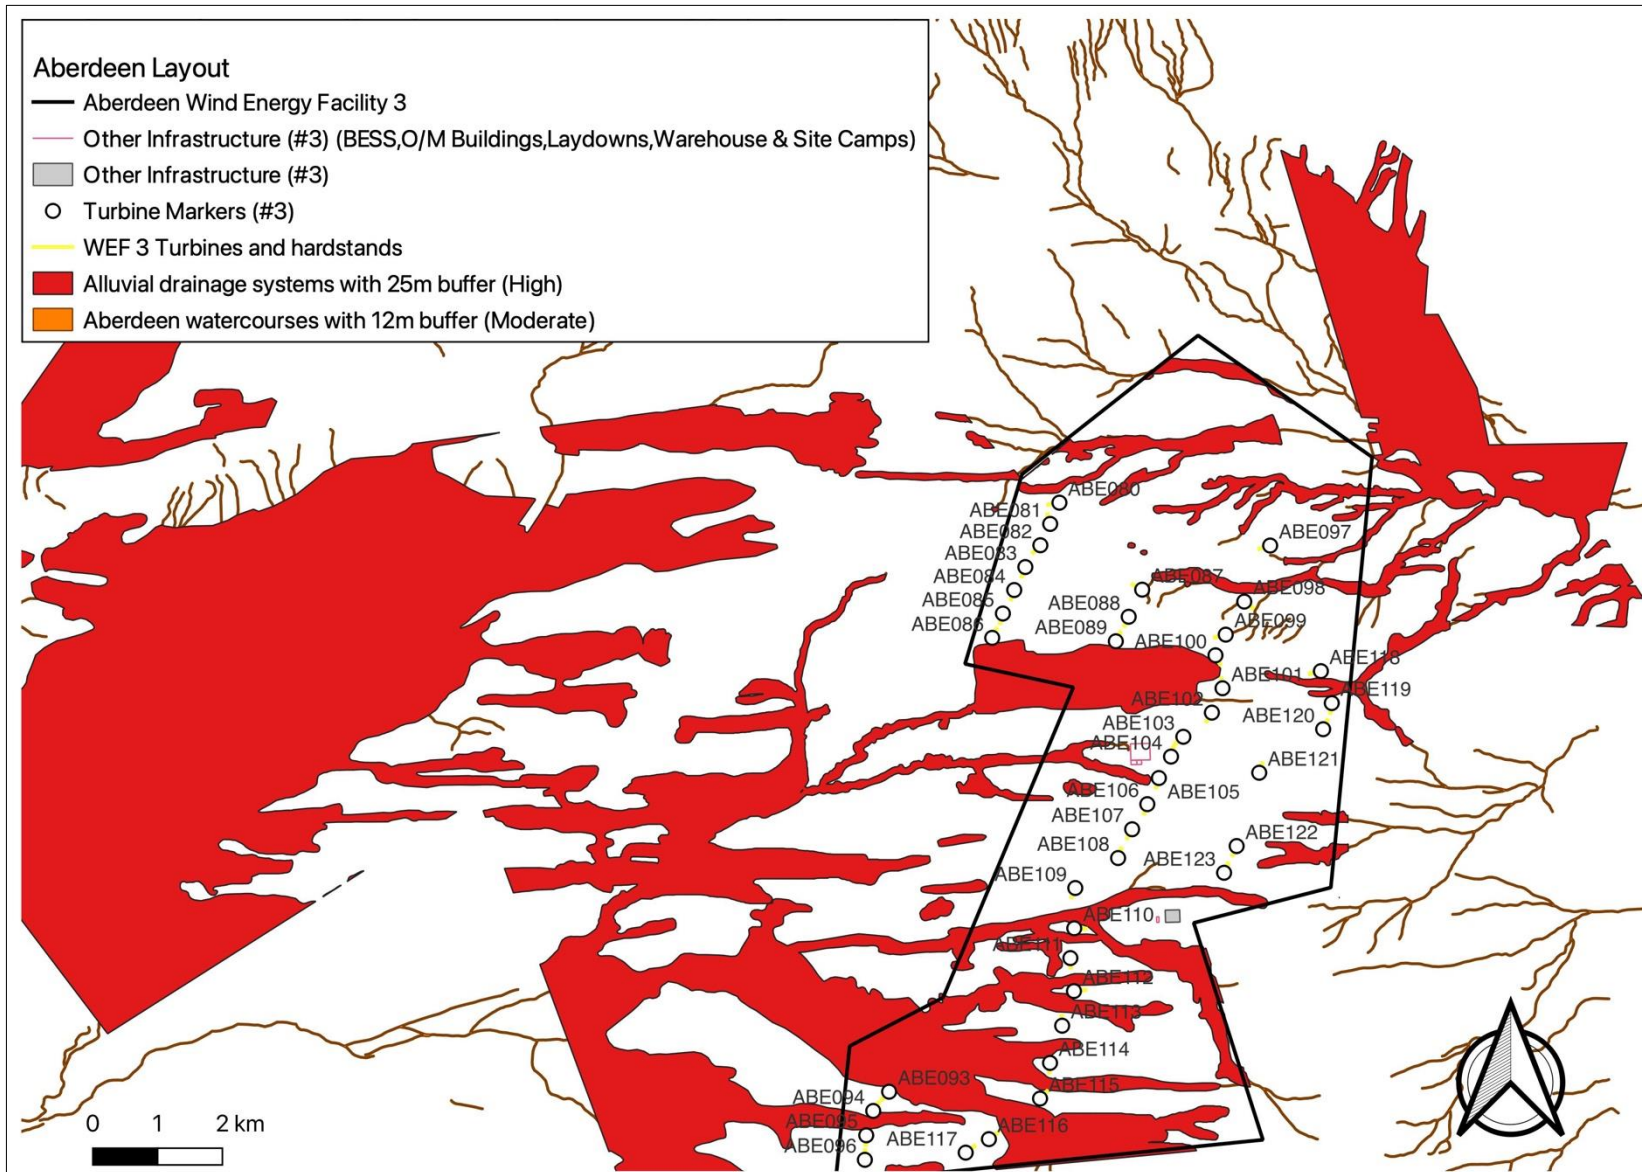 Aberdeen Layout
Aberdeen Wind Energy Facility 3
Other Infrastructure (#3) (BESS,O/M Buildings,Laydowns,Warehouse & Site Camps)
Other Infrastructure (#3)
Turbine Markers (#3)
WEF 3 Turbines and hardstands
Alluvial drainage systems with 25m buffer (High)
Aberdeen watercourses with 12m buffer (Moderate)
ABE080
ABE081
ABE082
ABE083
ABE097
ABE084
ABE087
ABE098
ABE085
ABE088
ABE086
ABE089
ABE099
ABE100
ABE118
ABE101
ABE119
ABE102
ABE120
ABE103
ABE104
ABE121
ABE106
ABE105
ABE107
ABE122
ABE108
ABE123
ABE109
ABE110
ABE111
ABE112
ABE113
ABE114
ABE093
ABE115
ABE094
ABE095
ABE116
ABE117
ABE096
0 1 2 km